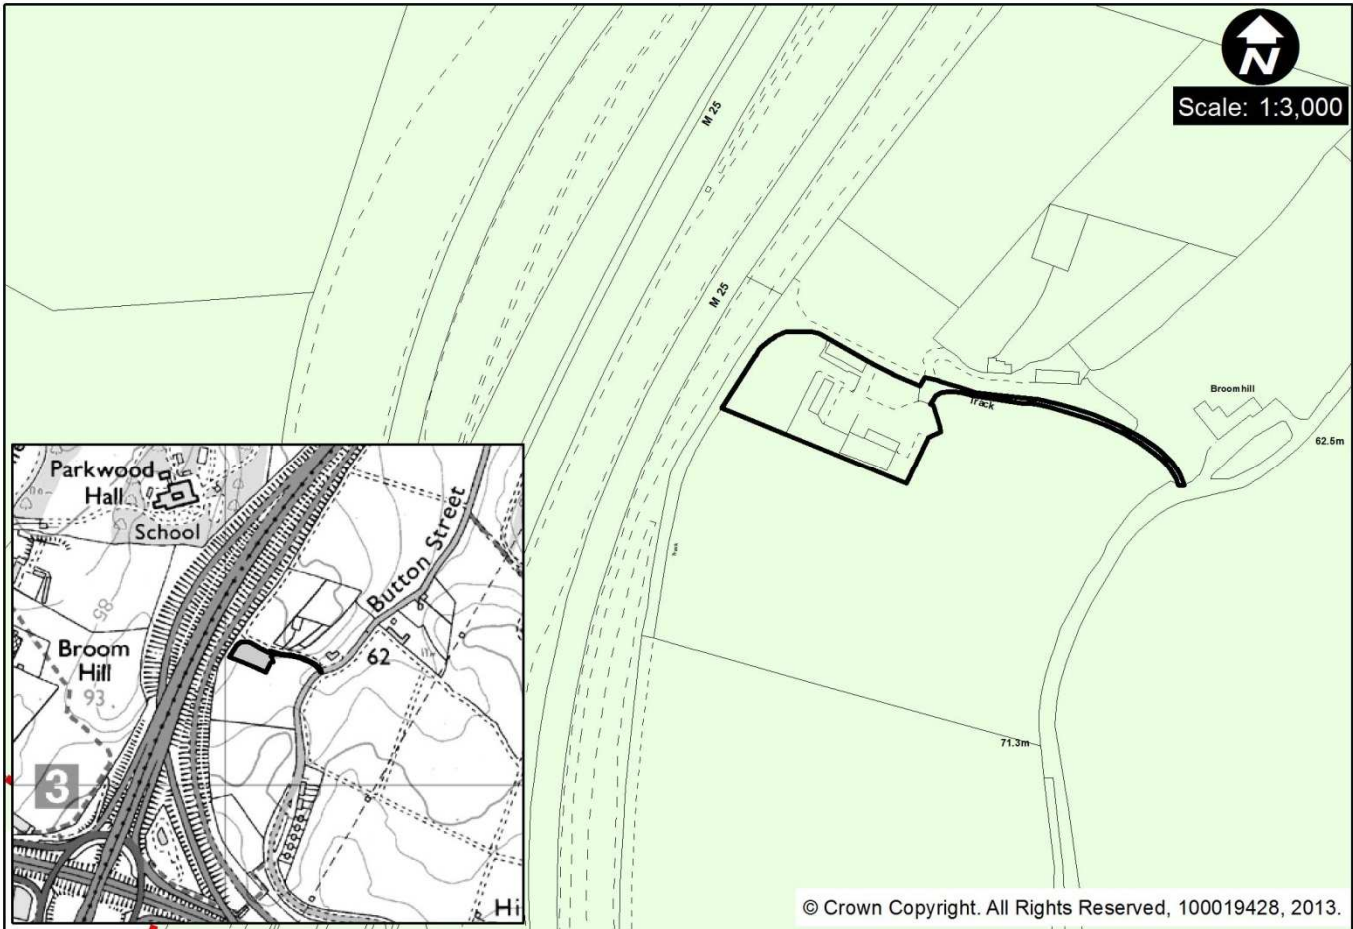 N
Scale: 1:3,000
M 25
M 25
Broomhill
Track
62.5m
Track
71.3m
Parkwood
Hall
School
Button Street
85
Broom
Hill
93
62
3
Hi
© Crown Copyright. All Rights Reserved, 100019428, 2013.